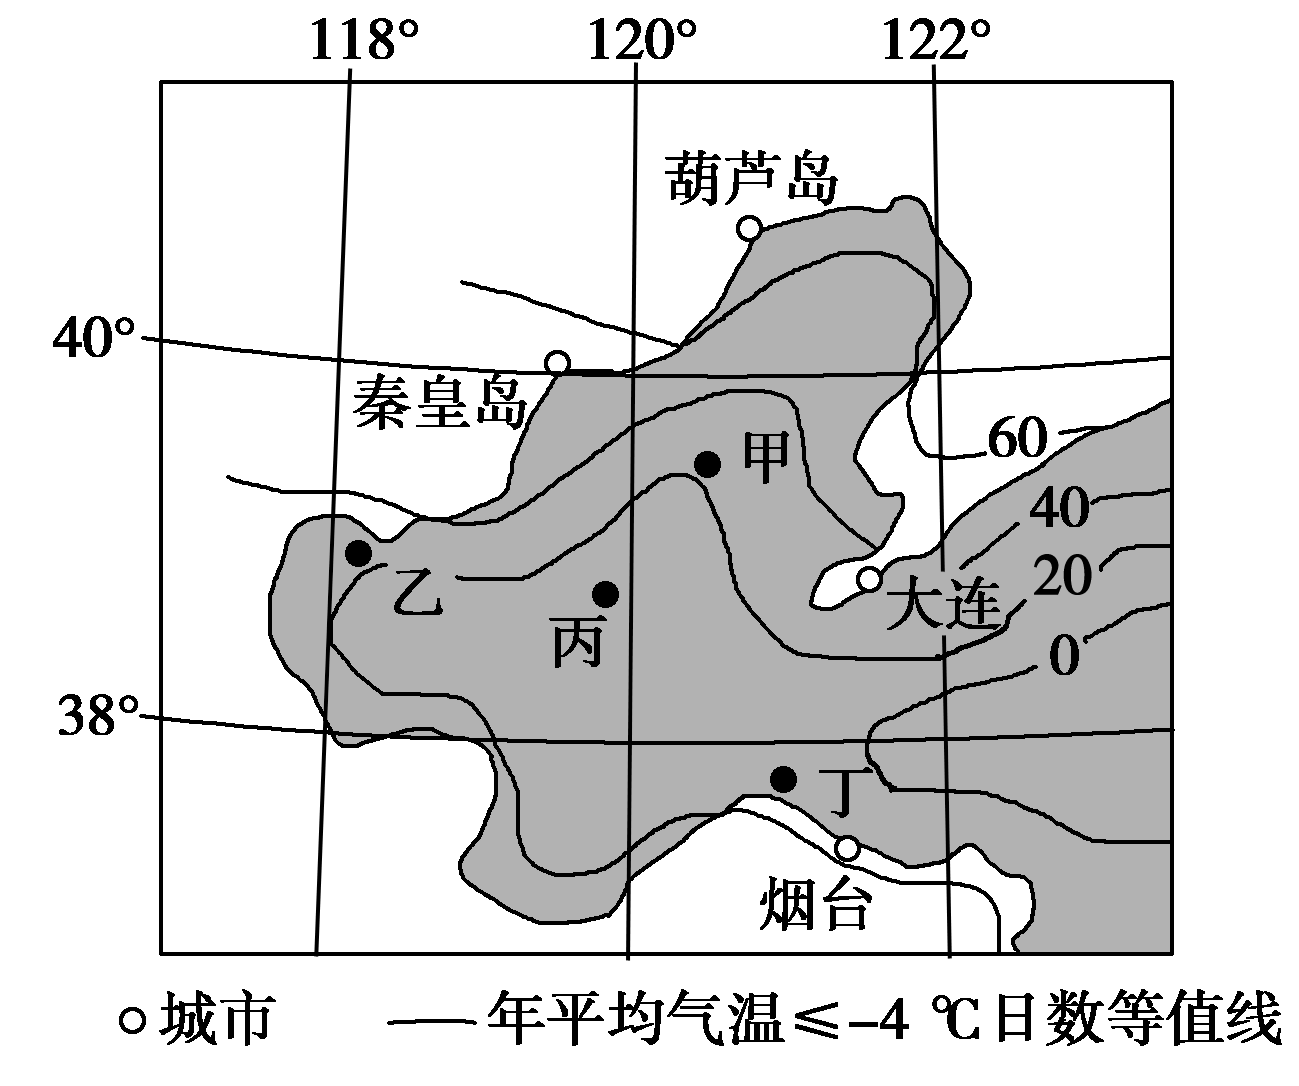 118° 120° 122°
葫芦岛
40°
秦皇岛
60
甲
40
乙
20
大连
丙
0
38°
丁
烟台
城市 年平均气温≤-4 ℃日数等值线